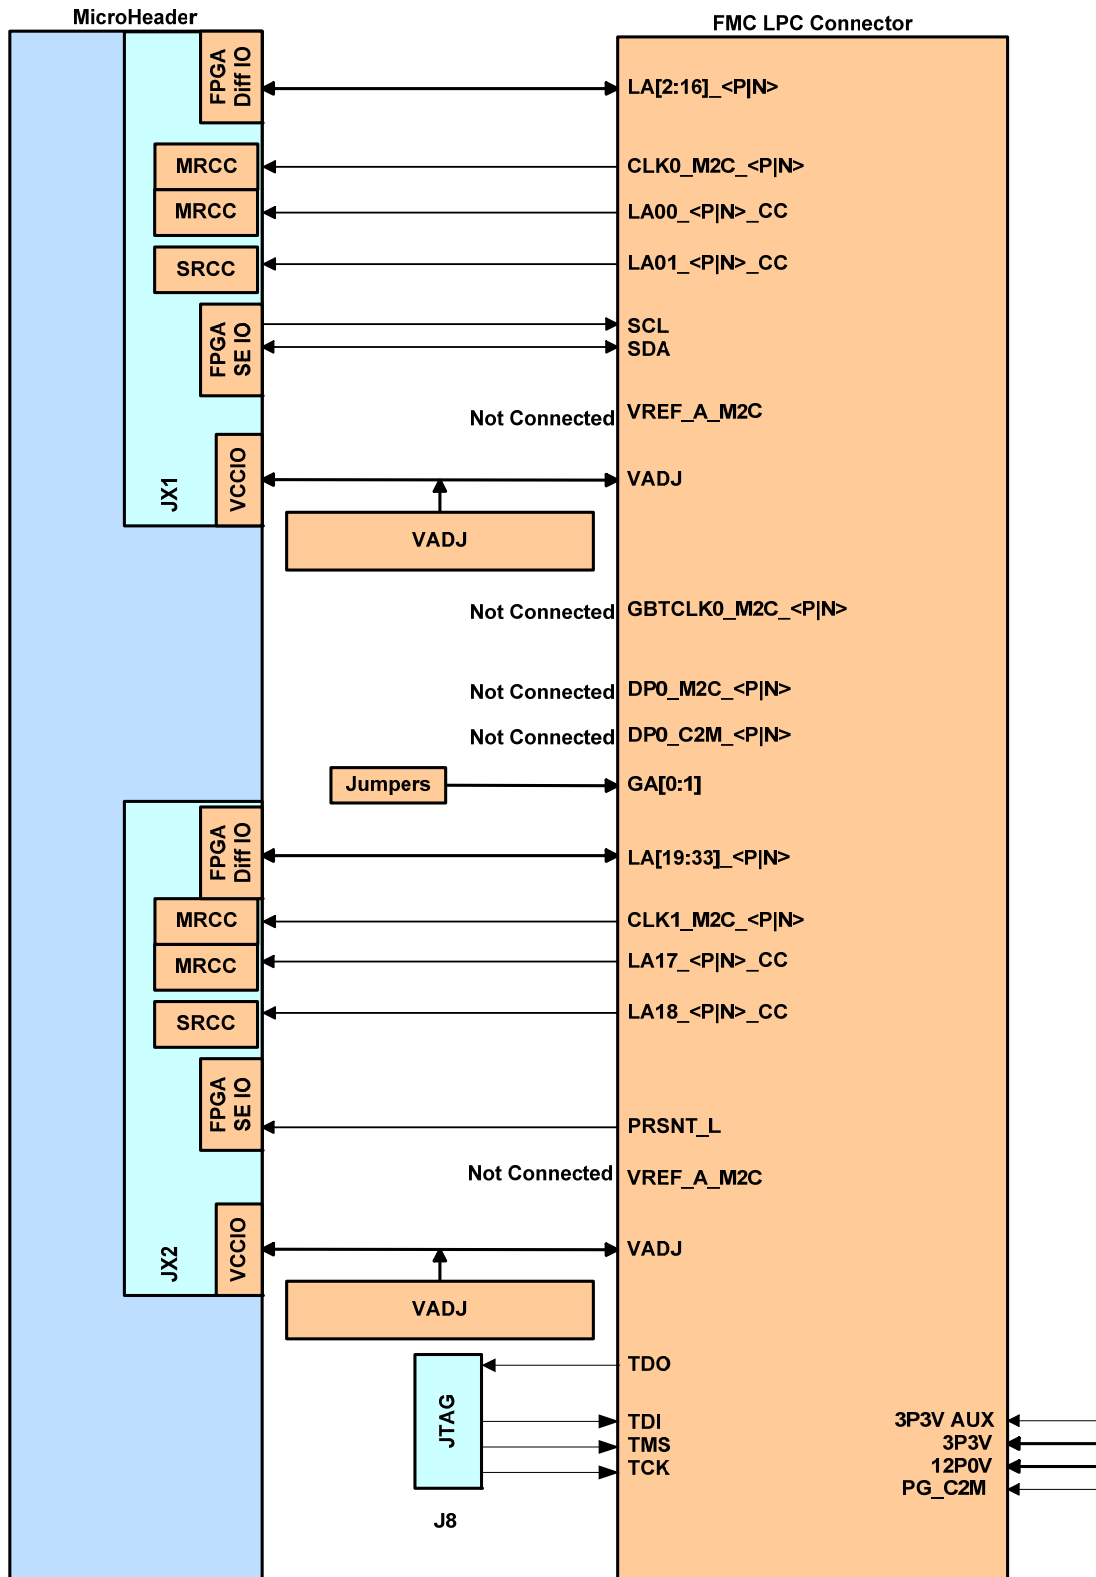 MicroHeader
FMC LPC Connector
FPGA
Diff IO
LA[2:16]_<P|N>
MRCC
CLK0_M2C_<P|N>
MRCC
LA00_<P|N>_CC
SRCC
LA01_<P|N>_CC
FPGA
SE IO
SCL
SDA
Not Connected
VREF_A_M2C
JX1
VCCIO
VADJ
VADJ
Not Connected
GBTCLK0_M2C_<P|N>
Not Connected
DP0_M2C_<P|N>
Not Connected
DP0_C2M_<P|N>
Jumpers
GA[0:1]
FPGA
Diff IO
LA[19:33]_<P|N>
MRCC
CLK1_M2C_<P|N>
MRCC
LA17_<P|N>_CC
SRCC
LA18_<P|N>_CC
FPGA
SE IO
PRSNT_L
Not Connected
VREF_A_M2C
JX2
VCCIO
VADJ
VADJ
TDO
JTAG
TDI
TMS
TCK
3P3V AUX
3P3V
12P0V
PG_C2M
J8